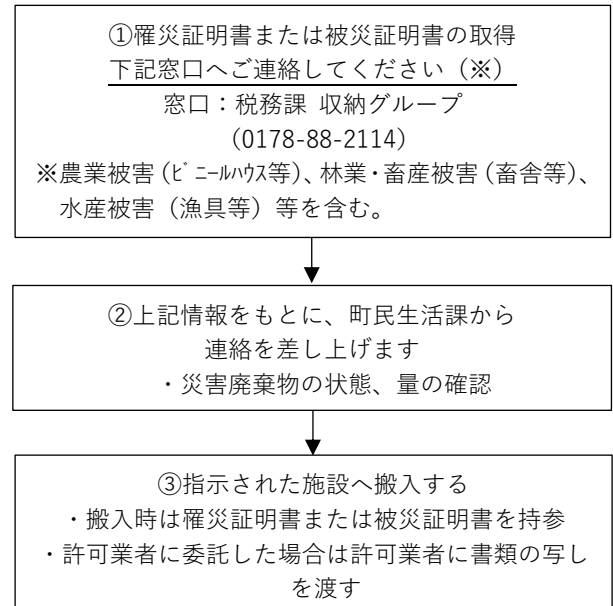 ①罹災証明書または被災証明書の取得
下記窓口へご連絡してください（※）
窓口：税務課 収納グループ
（0178-88-2114）
※農業被害（ﾋﾞﾆｰﾙﾊｳｽ等）、林業・畜産被害（畜舎等）、
水産被害（漁具等）等を含む。
②上記情報をもとに、町民生活課から
連絡を差し上げます
・災害廃棄物の状態、量の確認
③指示された施設へ搬入する
・搬入時は罹災証明書または被災証明書を持参
・許可業者に委託した場合は許可業者に書類の写し
を渡す